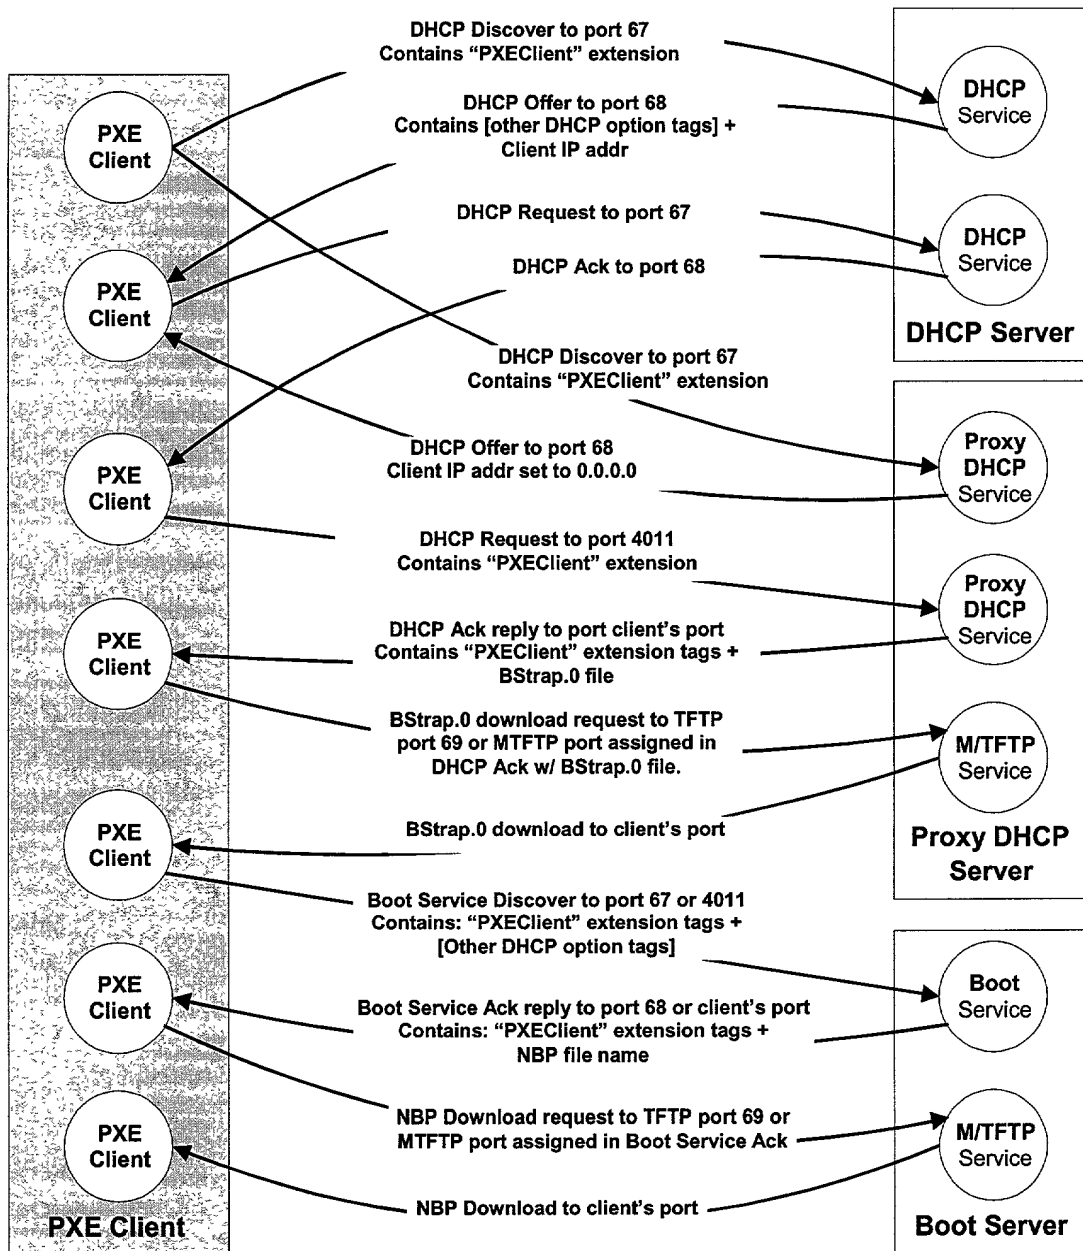 DHCP Discover to port 67
Contains “PXEClient” extension
DHCP
Service
PXE
Client
DHCP Offer to port 68
Contains [other DHCP option tags] +
Client IP addr
DHCP Request to port 67
DHCP
Service
PXE
Client
DHCP Ack to port 68
DHCP Server
DHCP Discover to port 67
Contains “PXEClient” extension
Proxy
DHCP
Service
DHCP Offer to port 68
Client IP addr set to 0.0.0.0
PXE
Client
DHCP Request to port 4011
Contains “PXEClient” extension
Proxy
DHCP
Service
PXE
Client
DHCP Ack reply to port client’s port
Contains “PXEClient” extension tags +
BStrap.0 file
BStrap.0 download request to TFTP
port 69 or MTFTP port assigned in
DHCP Ack w/ BStrap.0 file.
M/TFTP
Service
PXE
Client
BStrap.0 download to client’s port
Proxy DHCP
Server
Boot Service Discover to port 67 or 4011
Contains: “PXEClient” extension tags +
[Other DHCP option tags]
Boot
Service
PXE
Client
Boot Service Ack reply to port 68 or client’s port
Contains: “PXEClient” extension tags +
NBP file name
NBP Download request to TFTP port 69 or
MTFTP port assigned in Boot Service Ack
M/TFTP
Service
PXE
Client
NBP Download to client’s port
PXE Client
Boot Server